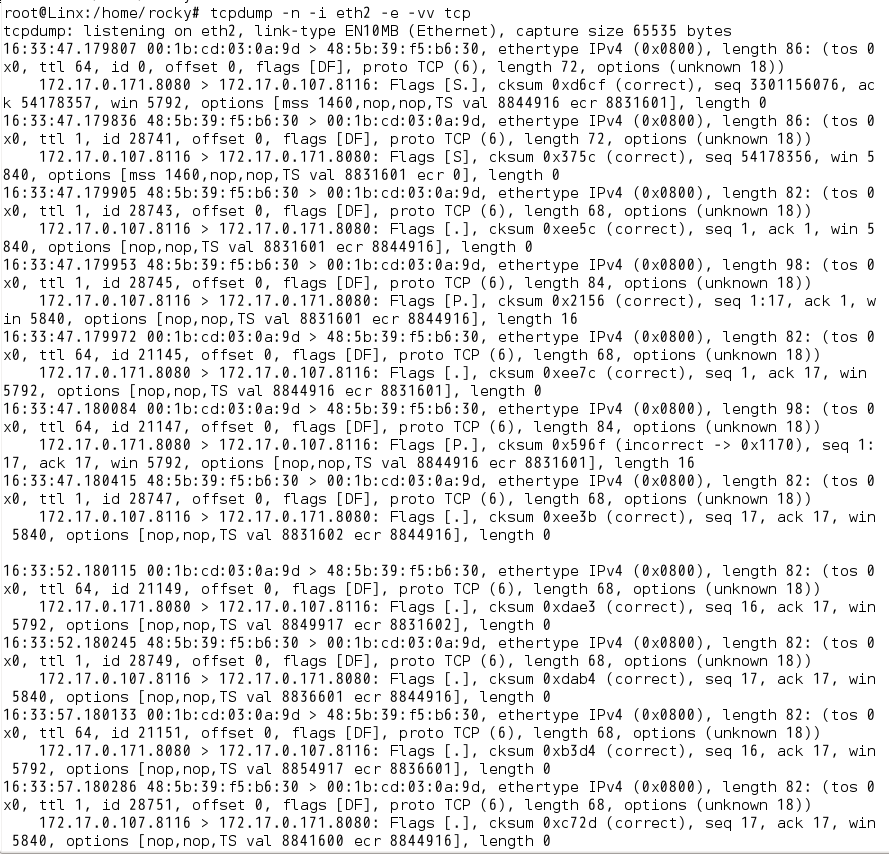 root@Linx:/home/rocky# tcpdump -n -i eth2 -e -vv tcp
tcpdump: listening on eth2, link-type EN10MB (Ethernet), capture size 65535 bytes
16:33:47.179807 00:1b:cd:03:0a:9d > 48:5b:39:f5:b6:30, ethertype IPv4 (0x0800), length 86: (tos 0
x0, ttl 64, id 0, offset 0, flags [DF], proto TCP (6), length 72, options (unknown 18))
    172.17.0.171.8080 > 172.17.0.107.8116: Flags [S.], cksum 0xd6cf (correct), seq 3301156076, ac
k 54178357, win 5792, options [mss 1460,nop,nop,TS val 8844916 ecr 8831601], length 0
16:33:47.179836 48:5b:39:f5:b6:30 > 00:1b:cd:03:0a:9d, ethertype IPv4 (0x0800), length 86: (tos 0
x0, ttl 1, id 28741, offset 0, flags [DF], proto TCP (6), length 72, options (unknown 18))
    172.17.0.107.8116 > 172.17.0.171.8080: Flags [S], cksum 0x375c (correct), seq 54178356, win 5
840, options [mss 1460,nop,nop,TS val 8831601 ecr 0], length 0
16:33:47.179905 48:5b:39:f5:b6:30 > 00:1b:cd:03:0a:9d, ethertype IPv4 (0x0800), length 82: (tos 0
x0, ttl 1, id 28743, offset 0, flags [DF], proto TCP (6), length 68, options (unknown 18))
    172.17.0.107.8116 > 172.17.0.171.8080: Flags [.], cksum 0xee5c (correct), seq 1, ack 1, win 5
840, options [nop,nop,TS val 8831601 ecr 8844916], length 0
16:33:47.179953 48:5b:39:f5:b6:30 > 00:1b:cd:03:0a:9d, ethertype IPv4 (0x0800), length 98: (tos 0
x0, ttl 1, id 28745, offset 0, flags [DF], proto TCP (6), length 84, options (unknown 18))
    172.17.0.107.8116 > 172.17.0.171.8080: Flags [P.], cksum 0x2156 (correct), seq 1:17, ack 1, w
in 5840, options [nop,nop,TS val 8831601 ecr 8844916], length 16
16:33:47.179972 00:1b:cd:03:0a:9d > 48:5b:39:f5:b6:30, ethertype IPv4 (0x0800), length 82: (tos 0
x0, ttl 64, id 21145, offset 0, flags [DF], proto TCP (6), length 68, options (unknown 18))
    172.17.0.171.8080 > 172.17.0.107.8116: Flags [.], cksum 0xee7c (correct), seq 1, ack 17, win
5792, options [nop,nop,TS val 8844916 ecr 8831601], length 0
16:33:47.180084 00:1b:cd:03:0a:9d > 48:5b:39:f5:b6:30, ethertype IPv4 (0x0800), length 98: (tos 0
x0, ttl 64, id 21147, offset 0, flags [DF], proto TCP (6), length 84, options (unknown 18))
    172.17.0.171.8080 > 172.17.0.107.8116: Flags [P.], cksum 0x596f (incorrect -> 0x1170), seq 1:
17, ack 17, win 5792, options [nop,nop,TS val 8844916 ecr 8831601], length 16
16:33:47.180415 48:5b:39:f5:b6:30 > 00:1b:cd:03:0a:9d, ethertype IPv4 (0x0800), length 82: (tos 0
x0, ttl 1, id 28747, offset 0, flags [DF], proto TCP (6), length 68, options (unknown 18))
    172.17.0.107.8116 > 172.17.0.171.8080: Flags [.], cksum 0xee3b (correct), seq 17, ack 17, win
 5840, options [nop,nop,TS val 8831602 ecr 8844916], length 0

16:33:52.180115 00:1b:cd:03:0a:9d > 48:5b:39:f5:b6:30, ethertype IPv4 (0x0800), length 82: (tos 0
x0, ttl 64, id 21149, offset 0, flags [DF], proto TCP (6), length 68, options (unknown 18))
    172.17.0.171.8080 > 172.17.0.107.8116: Flags [.], cksum 0xdae3 (correct), seq 16, ack 17, win
 5792, options [nop,nop,TS val 8849917 ecr 8831602], length 0
16:33:52.180245 48:5b:39:f5:b6:30 > 00:1b:cd:03:0a:9d, ethertype IPv4 (0x0800), length 82: (tos 0
x0, ttl 1, id 28749, offset 0, flags [DF], proto TCP (6), length 68, options (unknown 18))
    172.17.0.107.8116 > 172.17.0.171.8080: Flags [.], cksum 0xdab4 (correct), seq 17, ack 17, win
 5840, options [nop,nop,TS val 8836601 ecr 8844916], length 0
16:33:57.180133 00:1b:cd:03:0a:9d > 48:5b:39:f5:b6:30, ethertype IPv4 (0x0800), length 82: (tos 0
x0, ttl 64, id 21151, offset 0, flags [DF], proto TCP (6), length 68, options (unknown 18))
    172.17.0.171.8080 > 172.17.0.107.8116: Flags [.], cksum 0xb3d4 (correct), seq 16, ack 17, win
 5792, options [nop,nop,TS val 8854917 ecr 8836601], length 0
16:33:57.180286 48:5b:39:f5:b6:30 > 00:1b:cd:03:0a:9d, ethertype IPv4 (0x0800), length 82: (tos 0
x0, ttl 1, id 28751, offset 0, flags [DF], proto TCP (6), length 68, options (unknown 18))
    172.17.0.107.8116 > 172.17.0.171.8080: Flags [.], cksum 0xc72d (correct), seq 17, ack 17, win
 5840, options [nop,nop,TS val 8841600 ecr 8844916], length 0